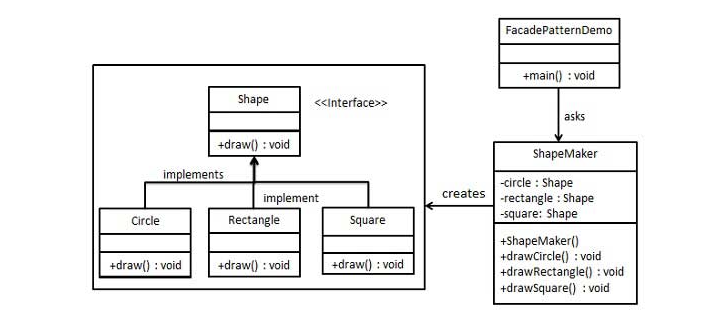 FacadePatternDemo
+main() : void
asks
Shape
<<Interface>>
+draw() : void
implements
implement
Circle
+draw() : void
Rectangle
+draw() : void
Square
+draw() : void
creates
ShapeMaker
-circle : Shape
-rectangle : Shape
-square: Shape
+ShapeMaker()
+drawCircle() : void
+drawRectangle() : void
+drawSquare() : void